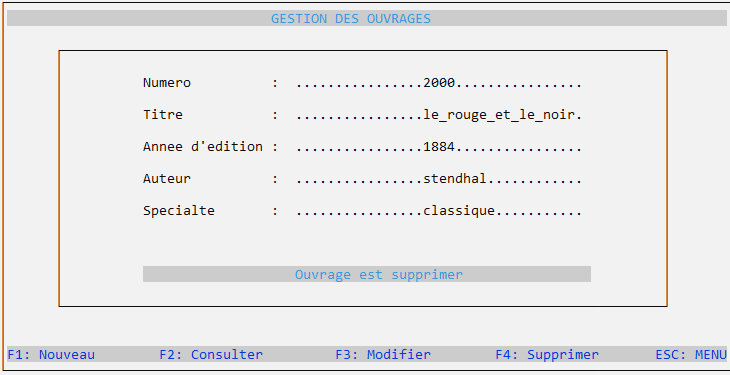 GESTION DES OUVRAGES
Numero : ................2000................
Titre : ................le_rouge_et_le_noir.
Annee d'edition : ................1884................
Auteur : ................stendhal............
Specialte : ................classique...........
Ouvrage est supprimer
F1: Nouveau F2: Consulter F3: Modifier F4: Supprimer ESC: MENU